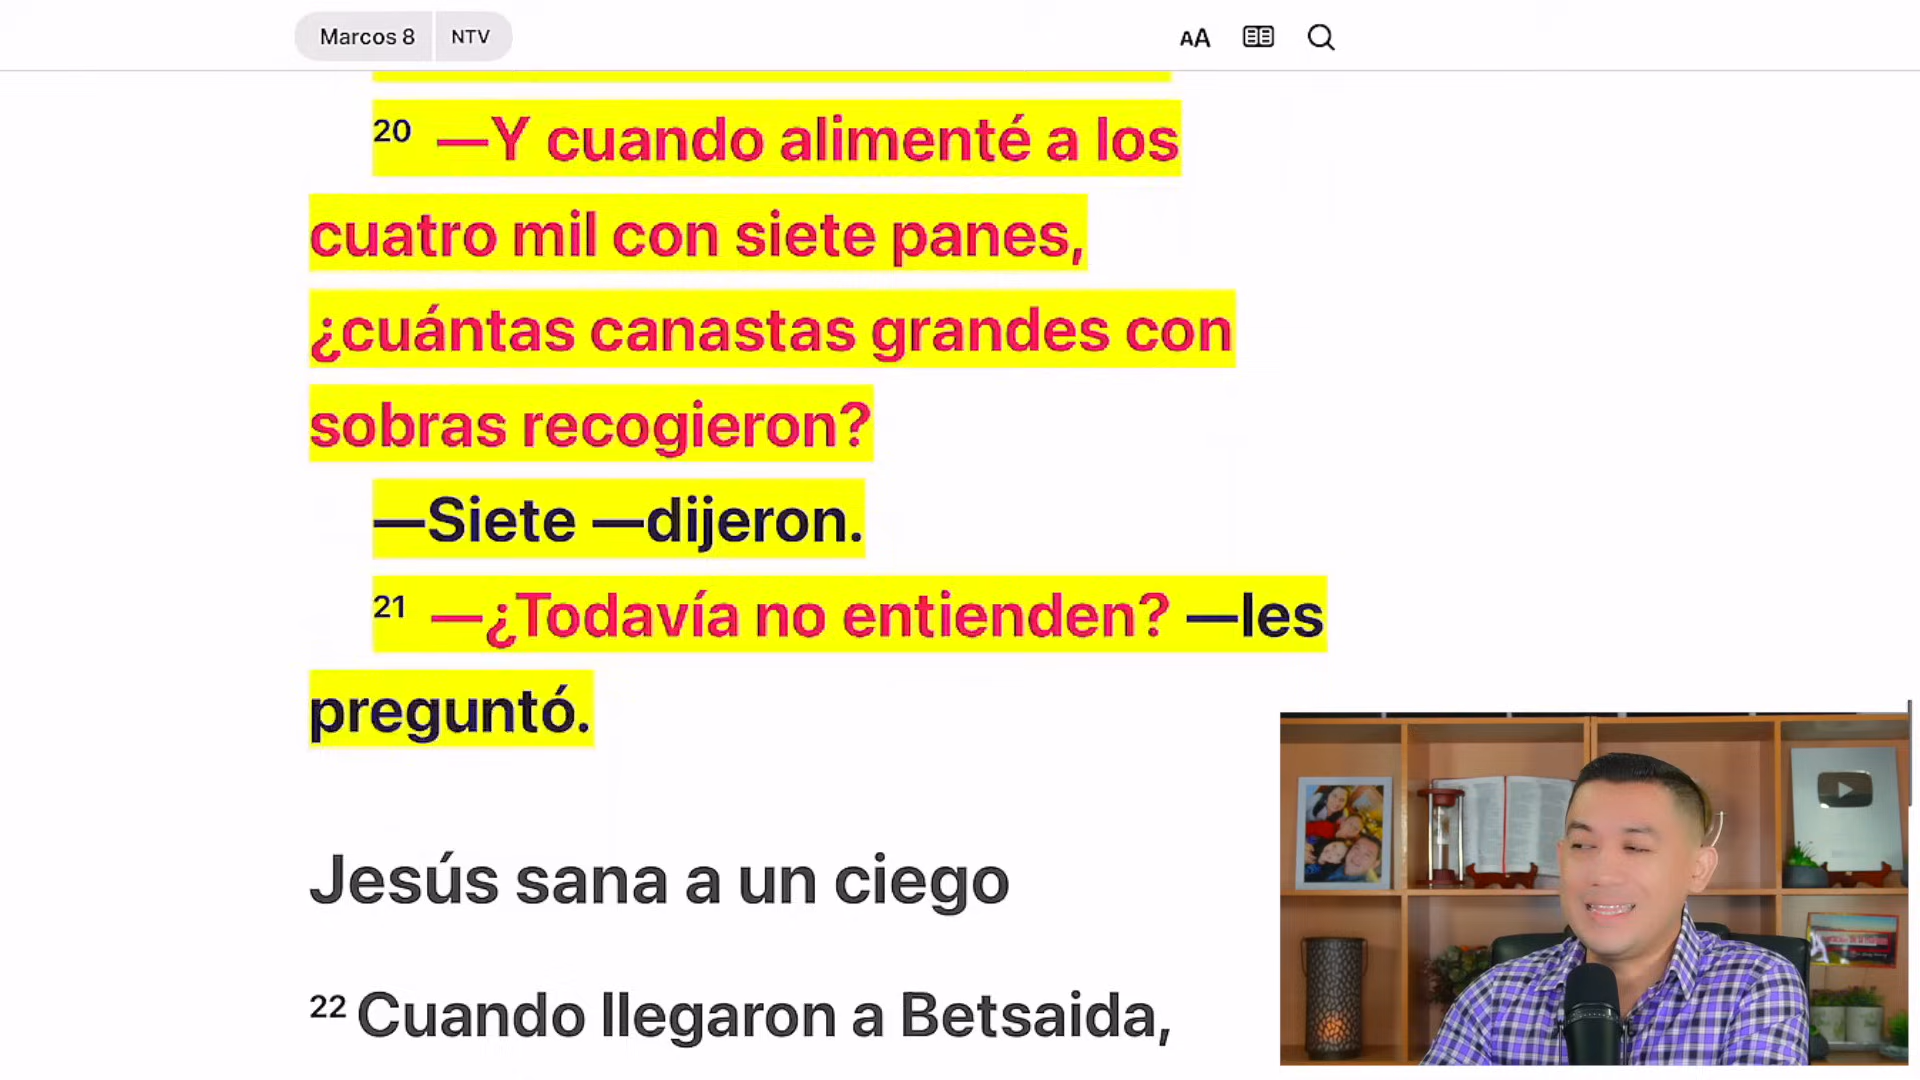 Marcos 8 NTV AA
20 —Y cuando alimenté a los
cuatro mil con siete panes,
¿cuántas canastas grandes con
sobras recogieron?
—Siete —dijeron.
21 —¿Todavía no entienden? —les
preguntó.
Jesús sana a un ciego
22 Cuando llegaron a Betsaida,